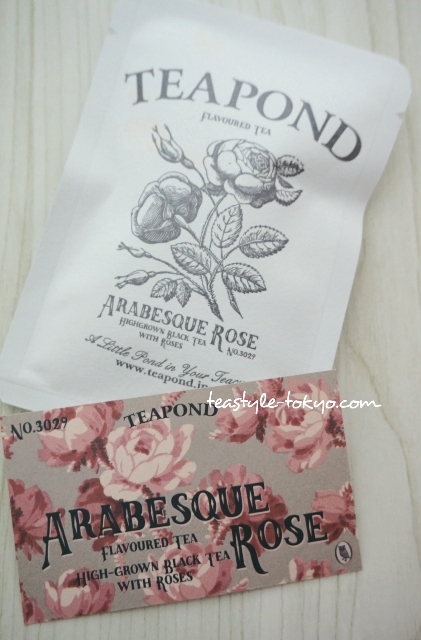 TEAPOND
FLAVOURED TEA
ARABESQUE ROSE
HIGHGROWN BLACK TEA
WITH ROSES
NO.3027
A Little Pond in Your Teacup
www.teapond.jp
teastyle-tokyo.com
NO.3029
TEAPOND
ARABESQUE
ROSE
FLAVOURED TEA
HIGH-GROWN BLACK TEA
WITH ROSES